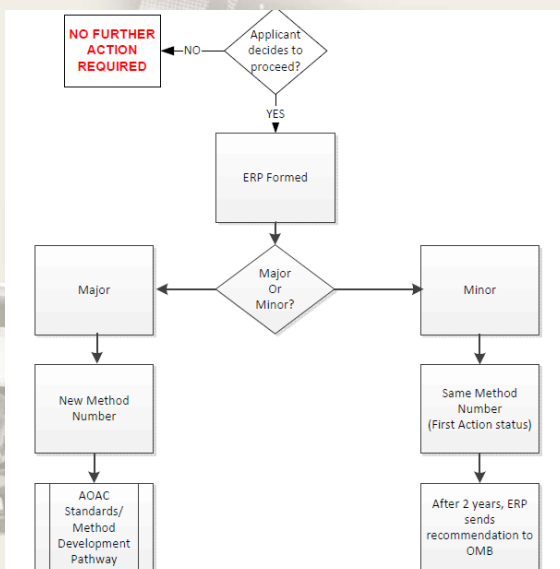 NO FURTHER
ACTION
REQUIRED
NO
Applicant
decides to
proceed?
YES
ERP Formed
Major
Or
Minor?
Major
Minor
New Method
Number
Same Method
Number
(First Action status)
AOAC
Standards/
Method
Development
Pathway
After 2 years, ERP
sends
recommendation to
OMB